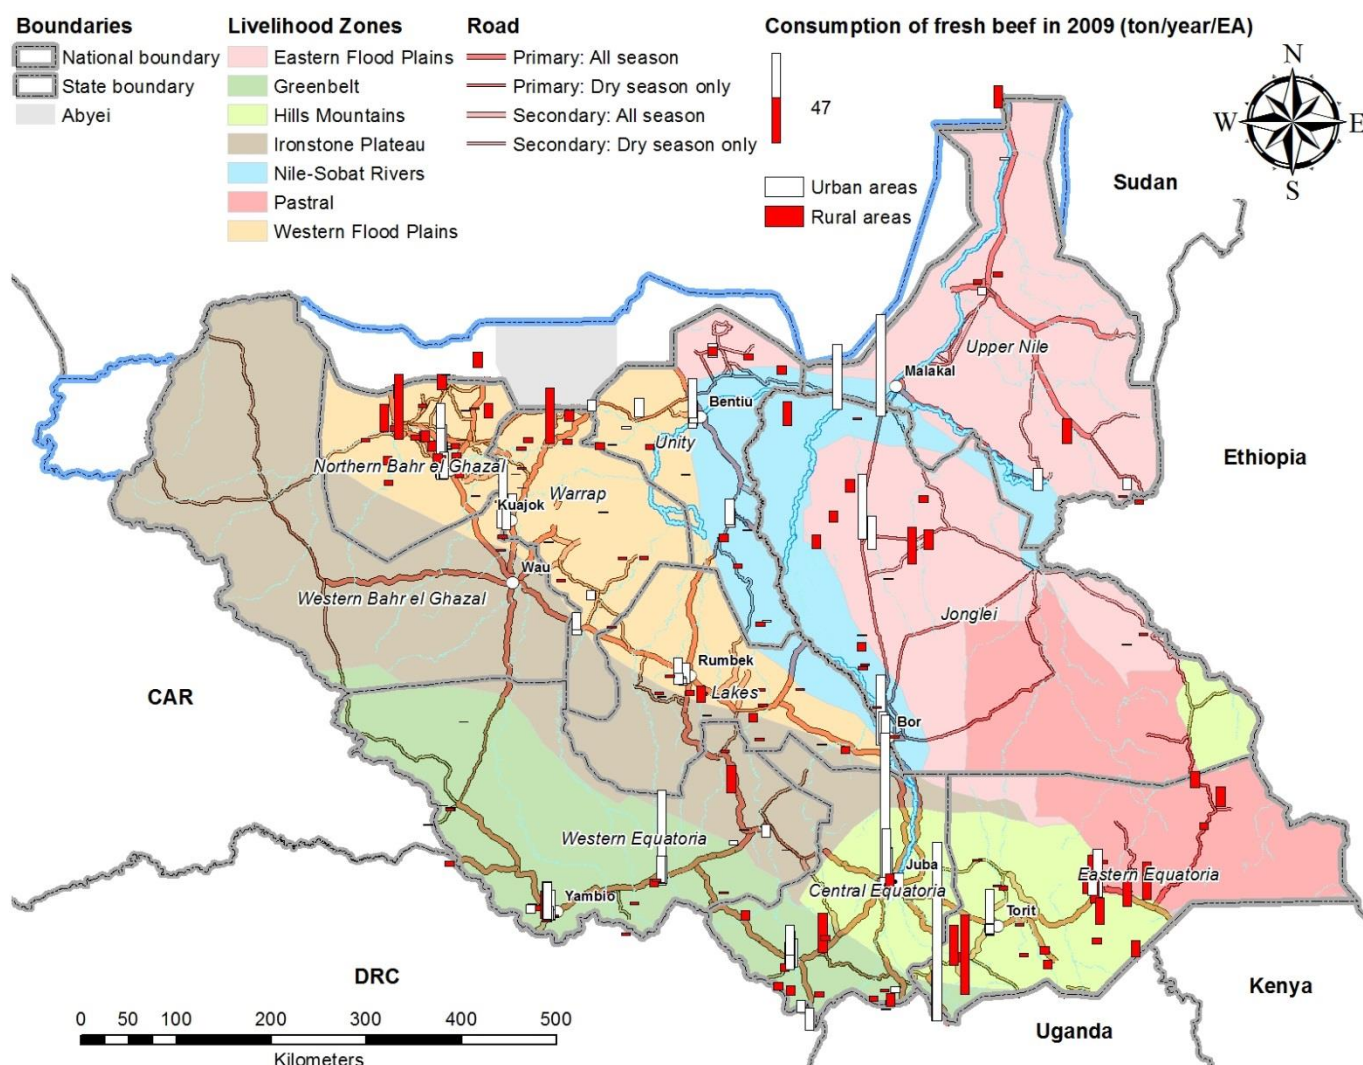 Boundaries
National boundary
State boundary
Abyei
Livelihood Zones
Eastern Flood Plains
Greenbelt
Hills Mountains
Ironstone Plateau
Nile-Sobat Rivers
Pastral
Western Flood Plains
Road
Primary: All season
Primary: Dry season only
Secondary: All season
Secondary: Dry season only
Consumption of fresh beef in 2009 (ton/year/EA)
47
Urban areas
Rural areas
N
W E
S
Sudan
Upper Nile
Malakal
Bentiu
Unity
Ethiopia
Northern Bahr el Ghazal
Warrap
Kuajok
Wau
Western Bahr el Ghazal
Jonglei
Rumbek
Lakes
CAR
Bor
Western Equatoria
Juba
Central Equatoria
Eastern Equatoria
Yambio
Torit
DRC
Kenya
Uganda
0 50 100 200 300 400 500
Kilometers